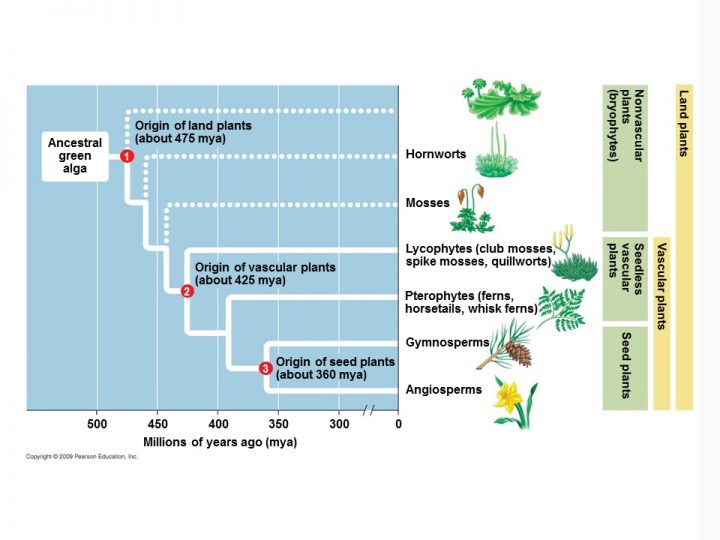 Ancestral
green
alga
1
Origin of land plants
(about 475 mya)
Hornworts
Mosses
2
Origin of vascular plants
(about 425 mya)
Lycophytes (club mosses,
spike mosses, quillworts)
Pterophytes (ferns,
horsetails, whisk ferns)
Gymnosperms
3
Origin of seed plants
(about 360 mya)
Angiosperms
Nonvascular
plants
(bryophytes)
Seedless
vascular
plants
Seed plants
Vascular plants
Land plants
500 450 400 350 300 0
Millions of years ago (mya)
Copyright © 2009 Pearson Education, Inc.